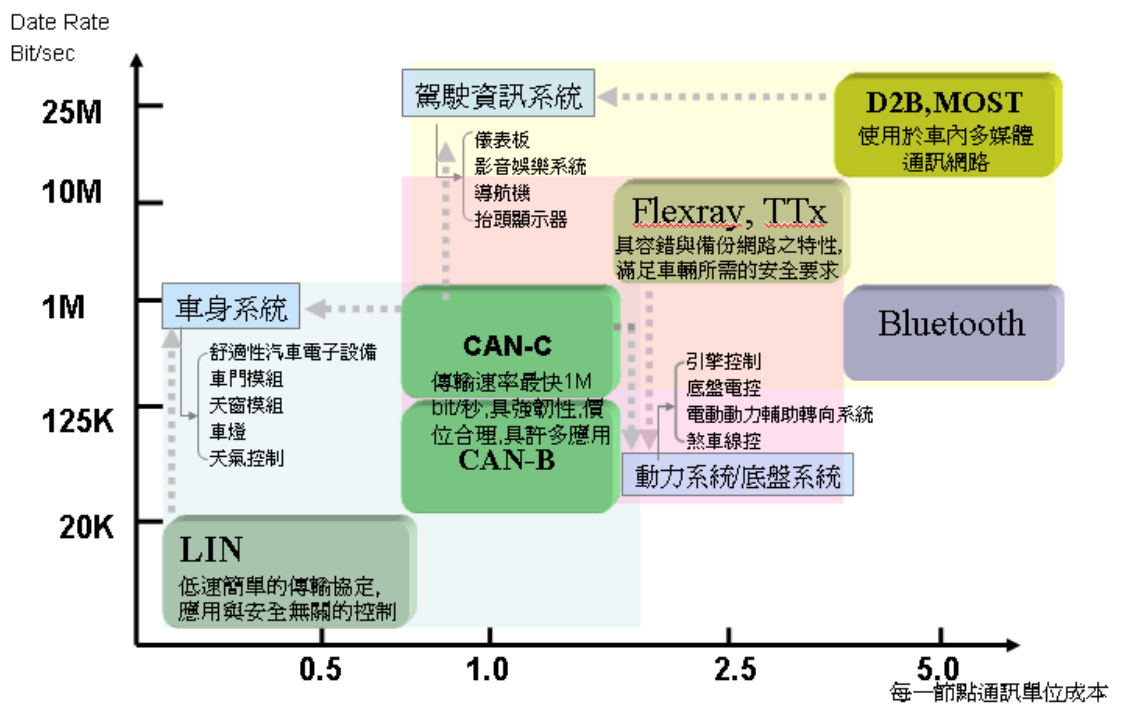 Date Rate
Bit/sec
25M
10M
1M
125K
20K
駕駛資訊系統
儀表板
影音娛樂系統
導航機
抬頭顯示器
D2B,MOST
使用於車內多媒體
通訊網路
Flexray, TTx
具容錯與備份網路之特性,
滿足車輛所需的安全要求
車身系統
舒適性汽車電子設備
車門模組
天窗模組
車燈
天氣控制
CAN-C
傳輸速率最快1M
bit/秒,具強韌性,價
位合理,具許多應用
CAN-B
Bluetooth
引擎控制
底盤電控
電動動力輔助轉向系統
煞車線控
動力系統/底盤系統
LIN
低速簡單的傳輸協定,
應用與安全無關的控制
0.5
1.0
2.5
5.0
每一節點通訊單位成本